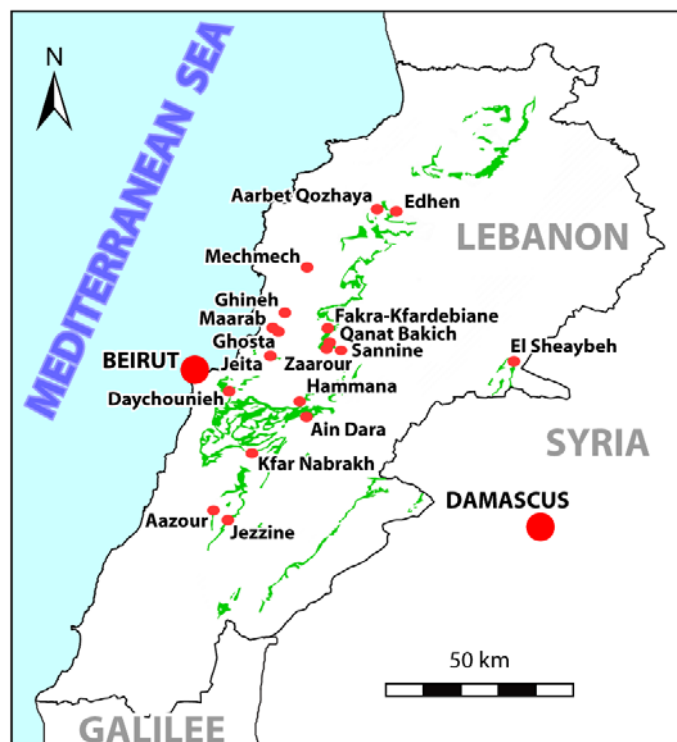 N
MEDITERRANEAN SEA
Aarbet Qozhaya
Edhen
LEBANON
Mechmech
Ghineh
Maarab
Fakra-Kfardebiane
Qanat Bakich
Ghosta
Sannine
El Sheaybeh
BEIRUT
Jeita
Zaarour
Hammana
Daychounieh
Ain Dara
SYRIA
Kfar Nabrakh
DAMASCUS
Aazour
Jezzine
50 km
GALILEE